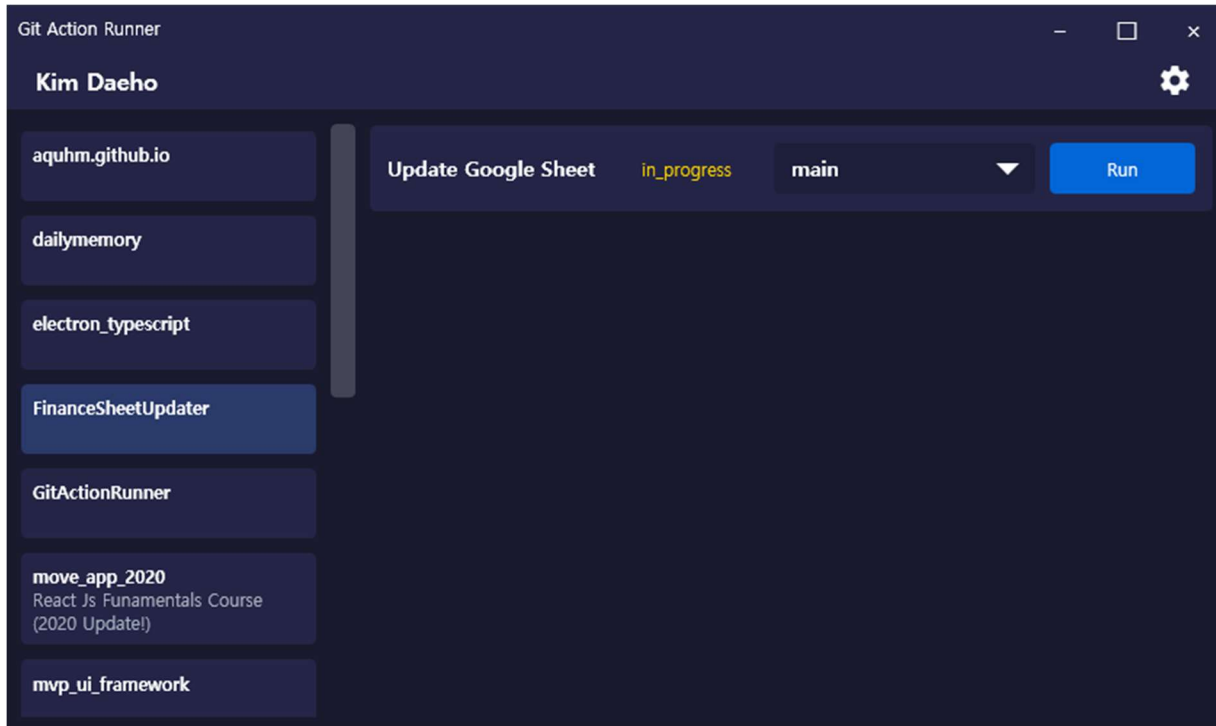 Git Action Runner
Kim Daeho
aquhm.github.io
dailymemory
electron_typescript
FinanceSheetUpdater
GitActionRunner
move_app_2020
React Js Funamentals Course
(2020 Update!)
mvp_ui_framework
Update Google Sheet in_progress main Run